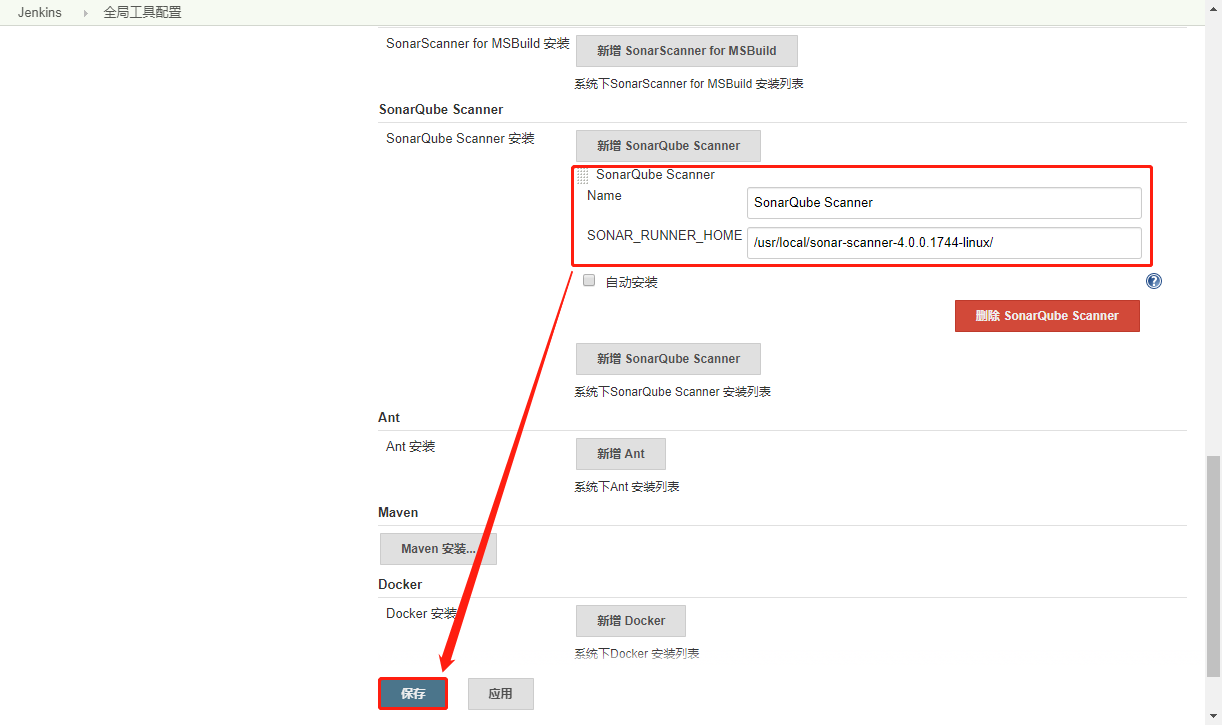 Jenkins 全局工具配置
SonarScanner for MSBuild 安装
新增 SonarScanner for MSBuild
系统下SonarScanner for MSBuild 安装列表
SonarQube Scanner
SonarQube Scanner 安装
新增 SonarQube Scanner
SonarQube Scanner
Name
SonarQube Scanner
SONAR_RUNNER_HOME
/usr/local/sonar-scanner-4.0.0.1744-linux/
自动安装
删除 SonarQube Scanner
新增 SonarQube Scanner
系统下SonarQube Scanner 安装列表
Ant
Ant 安装
新增 Ant
系统下Ant 安装列表
Maven
Maven 安装...
Docker
Docker 安装
新增 Docker
系统下Docker 安装列表
保存
应用